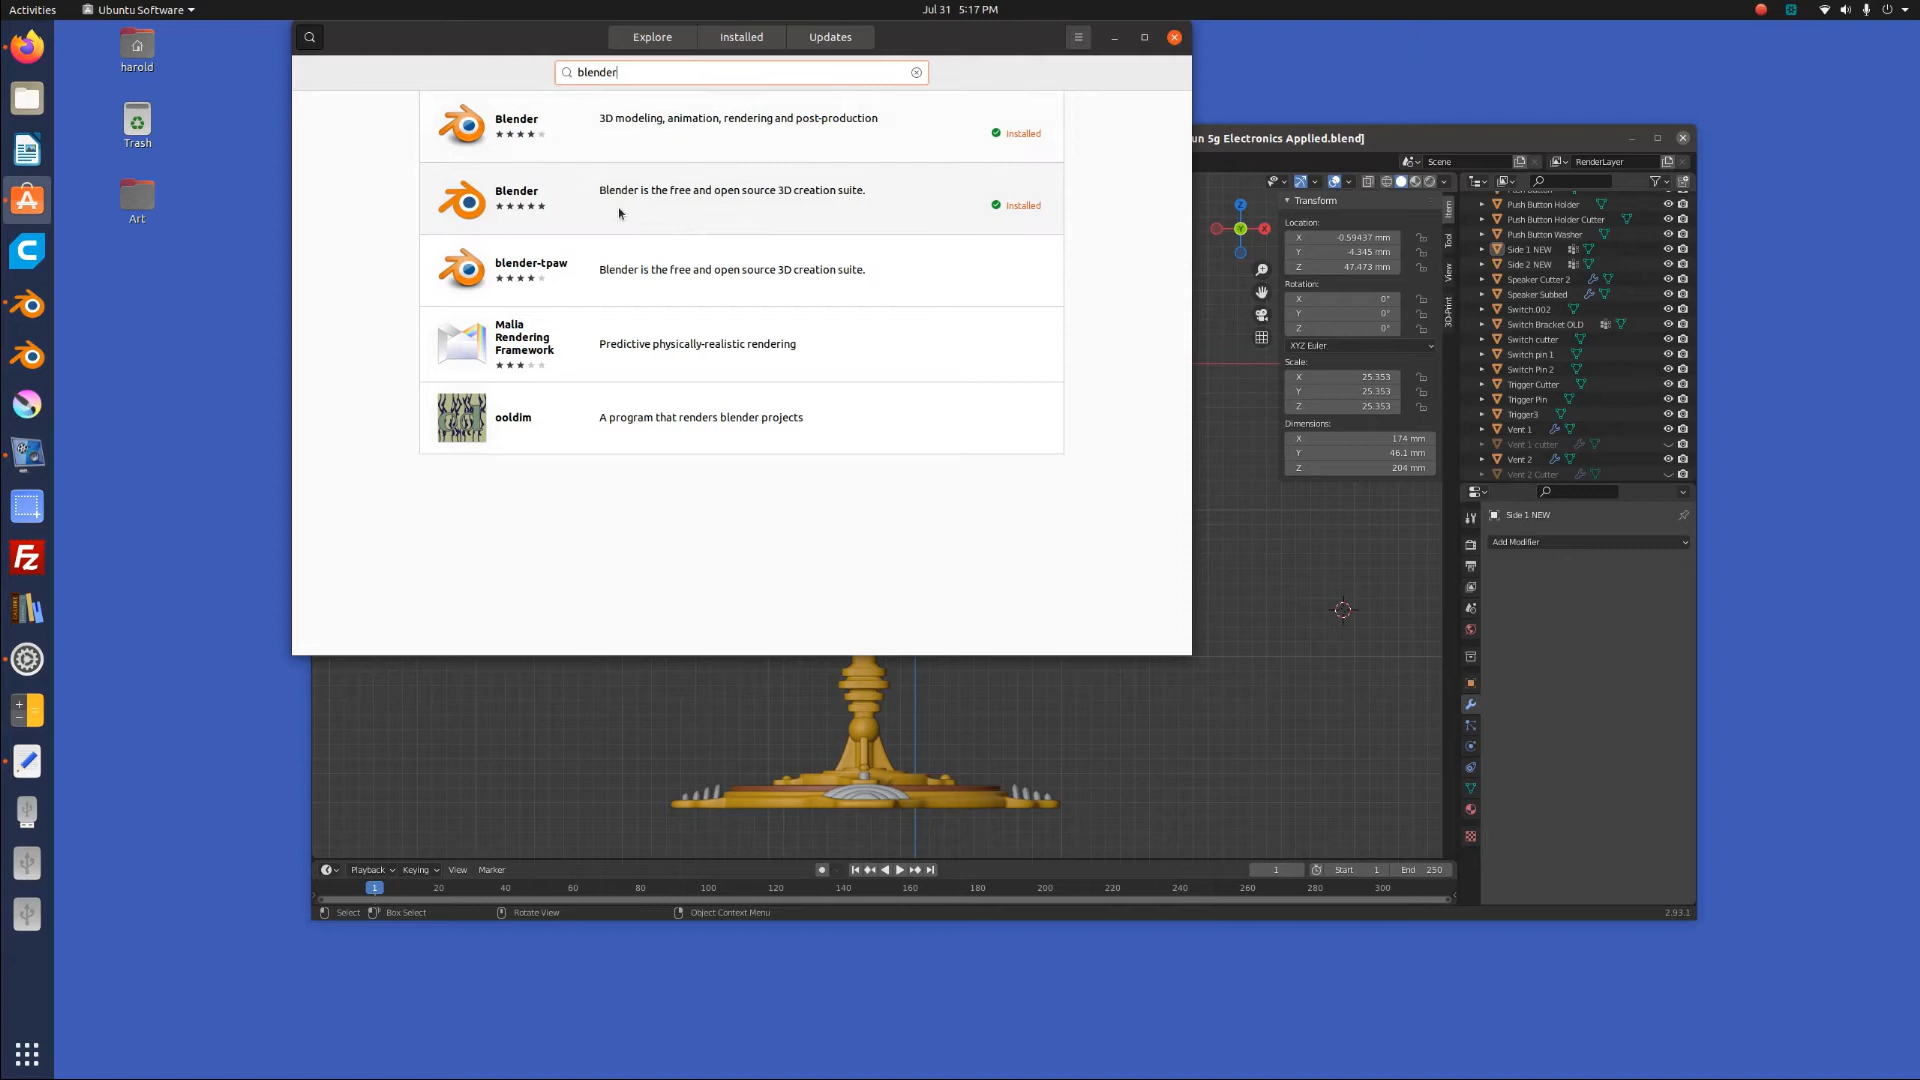 Activities
Ubuntu Software
Jul 31 5:17 PM
harold
Trash
Art
Explore
Installed
Updates
blender
Blender
3D modeling, animation, rendering and post-production
Installed
Blender
Blender is the free and open source 3D creation suite.
Installed
blender-tpaw
Blender is the free and open source 3D creation suite.
Malia
Rendering
Framework
Predictive physically-realistic rendering
ooldim
A program that renders blender projects
un 5g Electronics Applied.blend]
Scene
RenderLayer
Transform
Location:
X -0.59437 mm
Y -4.345 mm
Z 47.473 mm
Rotation:
X 0°
Y 0°
Z 0°
XYZ Euler
Scale:
X 25.353
Y 25.353
Z 25.353
Dimensions:
X 174 mm
Y 46.1 mm
Z 204 mm
Item
Tool
View
3D-Print
Z
Y
X
Push Button
Push Button Holder
Push Button Holder Cutter
Push Button Washer
Side 1 NEW
Side 2 NEW
Speaker Cutter 2
Speaker Subbed
Switch.002
Switch Bracket OLD
Switch cutter
Switch pin 1
Switch Pin 2
Trigger Cutter
Trigger Pin
Trigger3
Vent 1
Vent 1 cutter
Vent 2
Vent 2 Cutter
Side 1 NEW
Add Modifier
Playback
Keying
View
Marker
1
Start 1
End 250
1 20 40 60 80 100 120 140 160 180 200 220 240 260 280 300
Select
Box Select
Rotate View
Object Context Menu
2.93.1